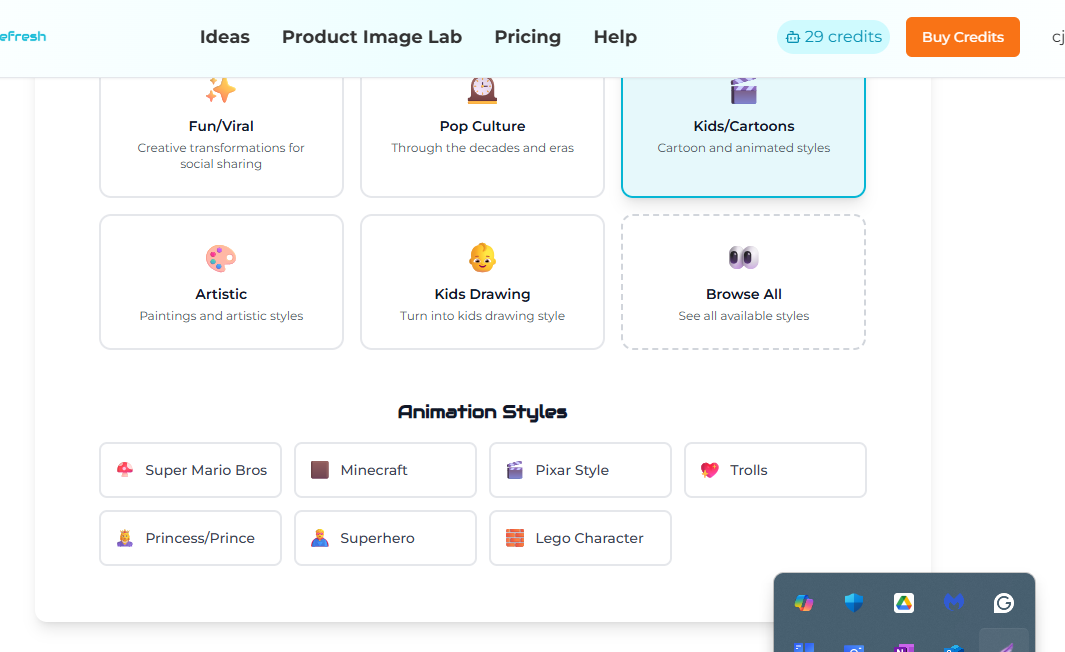 efresh
Ideas
Product Image Lab
Pricing
Help
29 credits
Buy Credits
cj
Fun/Viral
Creative transformations for
social sharing
Pop Culture
Through the decades and eras
Kids/Cartoons
Cartoon and animated styles
Artistic
Paintings and artistic styles
Kids Drawing
Turn into kids drawing style
Browse All
See all available styles
Animation Styles
Super Mario Bros
Minecraft
Pixar Style
Trolls
Princess/Prince
Superhero
Lego Character